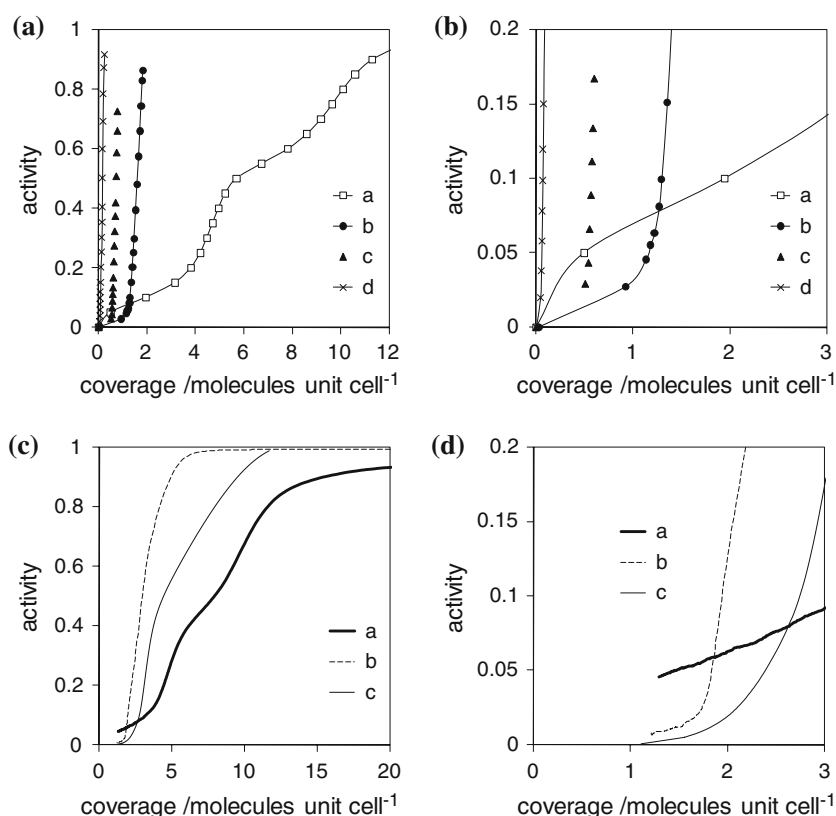 (a)
1
0.8
0.6
0.4
0.2
0
activity
a
b
c
d
0 2 4 6 8 10 12
coverage /molecules unit cell-1
(b)
0.2
0.15
0.1
0.05
0
activity
a
b
c
d
0 1 2 3
coverage /molecules unit cell-1
(c)
1
0.8
0.6
0.4
0.2
0
activity
a
b
c
0 5 10 15 20
coverage /molecules unit cell-1
(d)
0.2
0.15
0.1
0.05
0
activity
a
b
c
0 1 2 3
coverage /molecules unit cell-1